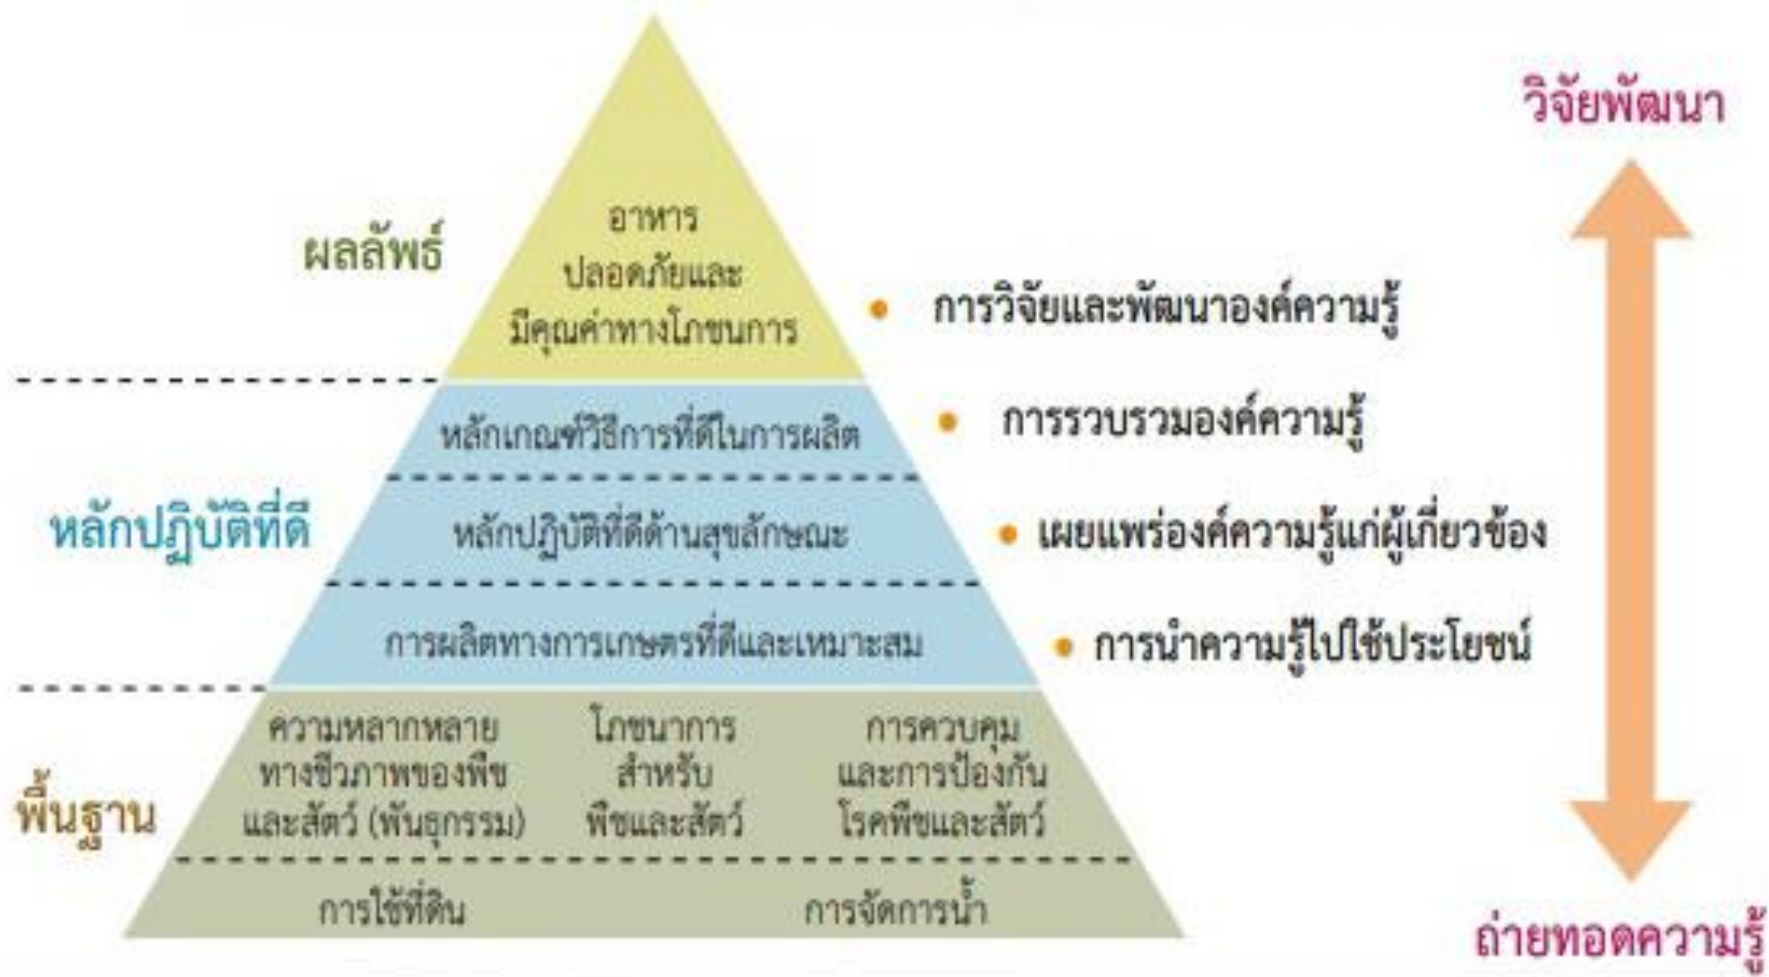 วิจัยพัฒนา
ผลลัพธ์
อาหาร
ปลอดภัยและ
มีคุณค่าทางโภชนการ
• การวิจัยและพัฒนาองค์ความรู้
หลักเกณฑ์วิธีการที่ดีในการผลิต
• การรวบรวมองค์ความรู้
หลักปฏิบัติที่ดี
หลักปฏิบัติที่ดีด้านสุขลักษณะ
• เผยแพร่องค์ความรู้แก่ผู้เกี่ยวข้อง
การผลิตทางการเกษตรที่ดีและเหมาะสม
• การนำความรู้ไปใช้ประโยชน์
พื้นฐาน
ความหลากหลาย
ทางชีวภาพของพืช
และสัตว์ (พันธุกรรม)
โภชนาการ
สำหรับ
พืชและสัตว์
การควบคุม
และการป้องกัน
โรคพืชและสัตว์
การใช้ที่ดิน
การจัดการน้ำ
ถ่ายทอดความรู้